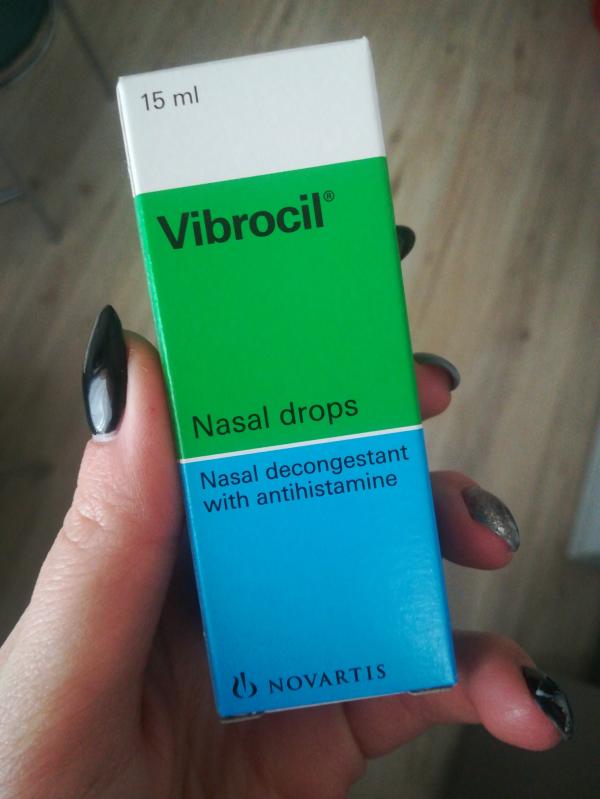 15 ml
Vibrocil®
Nasal drops
Nasal decongestant
with antihistamine
NOVARTIS